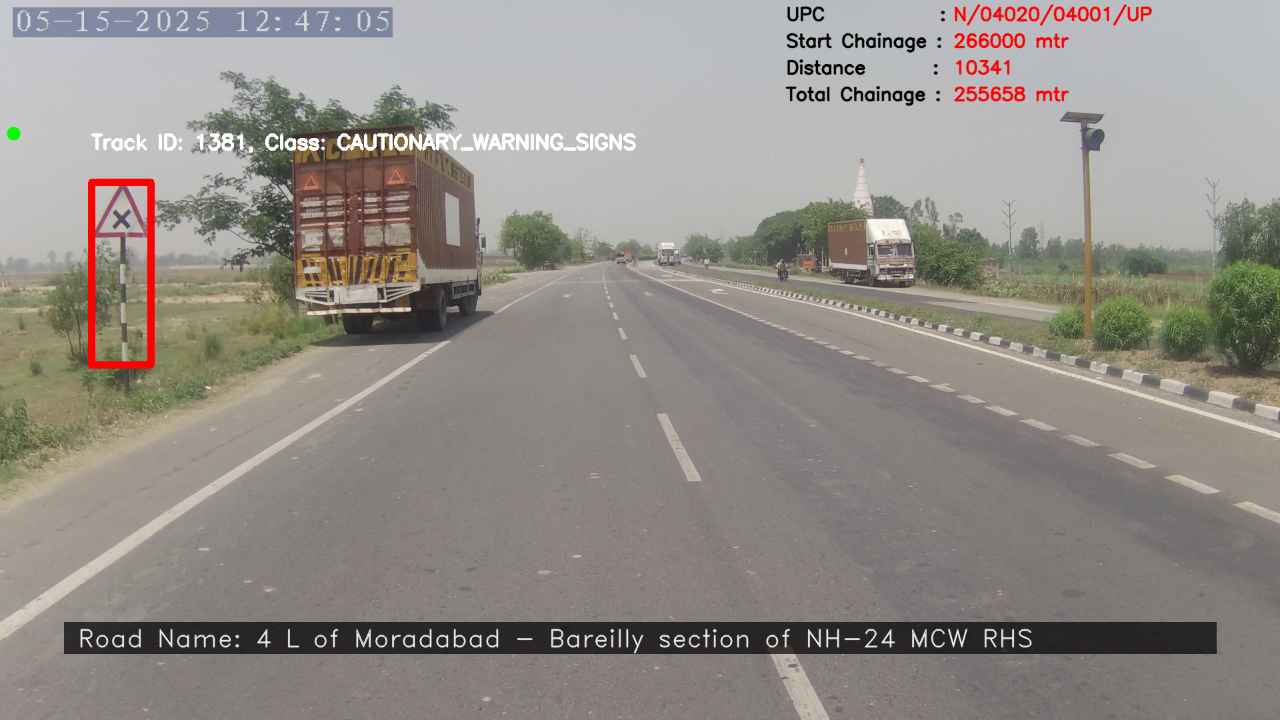 05-15-2025 12:47:05
UPC : N/04020/04001/UP
Start Chainage : 266000 mtr
Distance : 10341
Total Chainage : 255658 mtr
Track ID: 1381, Class: CAUTIONARY_WARNING_SIGNS
Road Name: 4 L of Moradabad - Bareilly section of NH-24 MCW RHS